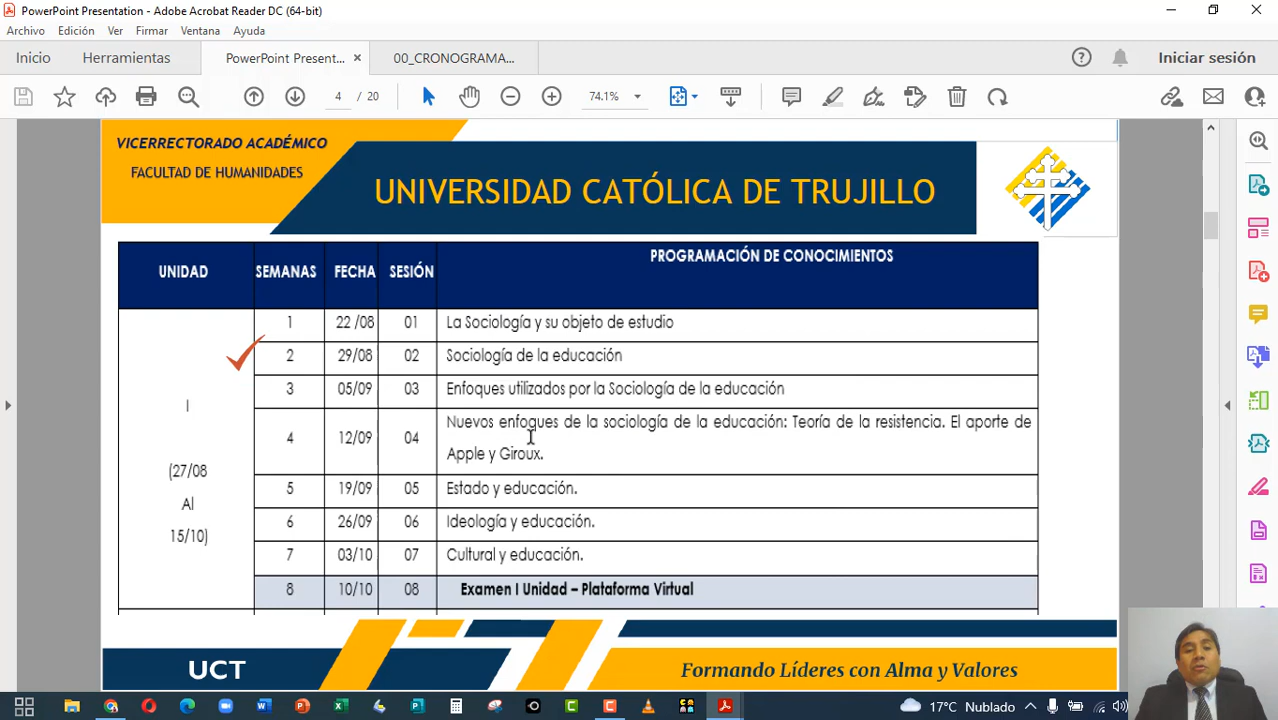 PowerPoint Presentation - Adobe Acrobat Reader DC (64-bit)
Archivo Edición Ver Firmar Ventana Ayuda
Inicio Herramientas PowerPoint Present... × 00_CRONOGRAMA... Iniciar sesión
4 / 20 74.1%
VICERRECTORADO ACADÉMICO
FACULTAD DE HUMANIDADES
UNIVERSIDAD CATÓLICA DE TRUJILLO
UNIDAD SEMANAS FECHA SESIÓN PROGRAMACIÓN DE CONOCIMIENTOS
1 22 /08 01 La Sociología y su objeto de estudio
2 29/08 02 Sociología de la educación
3 05/09 03 Enfoques utilizados por la Sociología de la educación
4 12/09 04 Nuevos enfoques de la sociología de la educación: Teoría de la resistencia. El aporte de
Apple y Giroux.
5 19/09 05 Estado y educación.
6 26/09 06 Ideología y educación.
7 03/10 07 Cultural y educación.
8 10/10 08 Examen I Unidad – Plataforma Virtual
I
(27/08
Al
15/10)
UCT
Formando Líderes con Alma y Valores
17°C Nublado